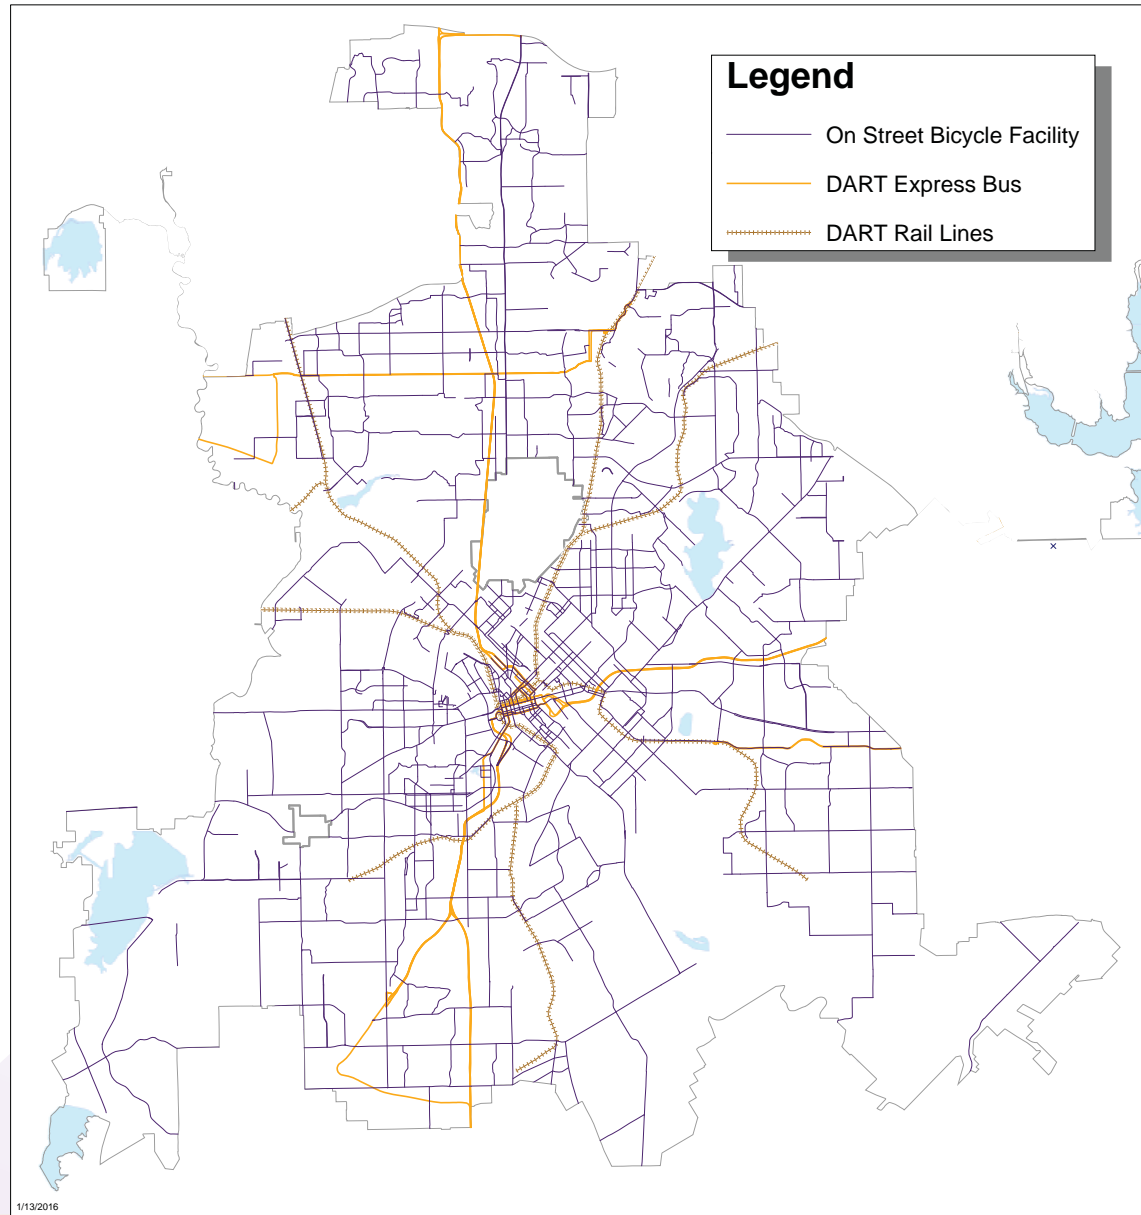 Legend
On Street Bicycle Facility
DART Express Bus
DART Rail Lines
1/13/2016